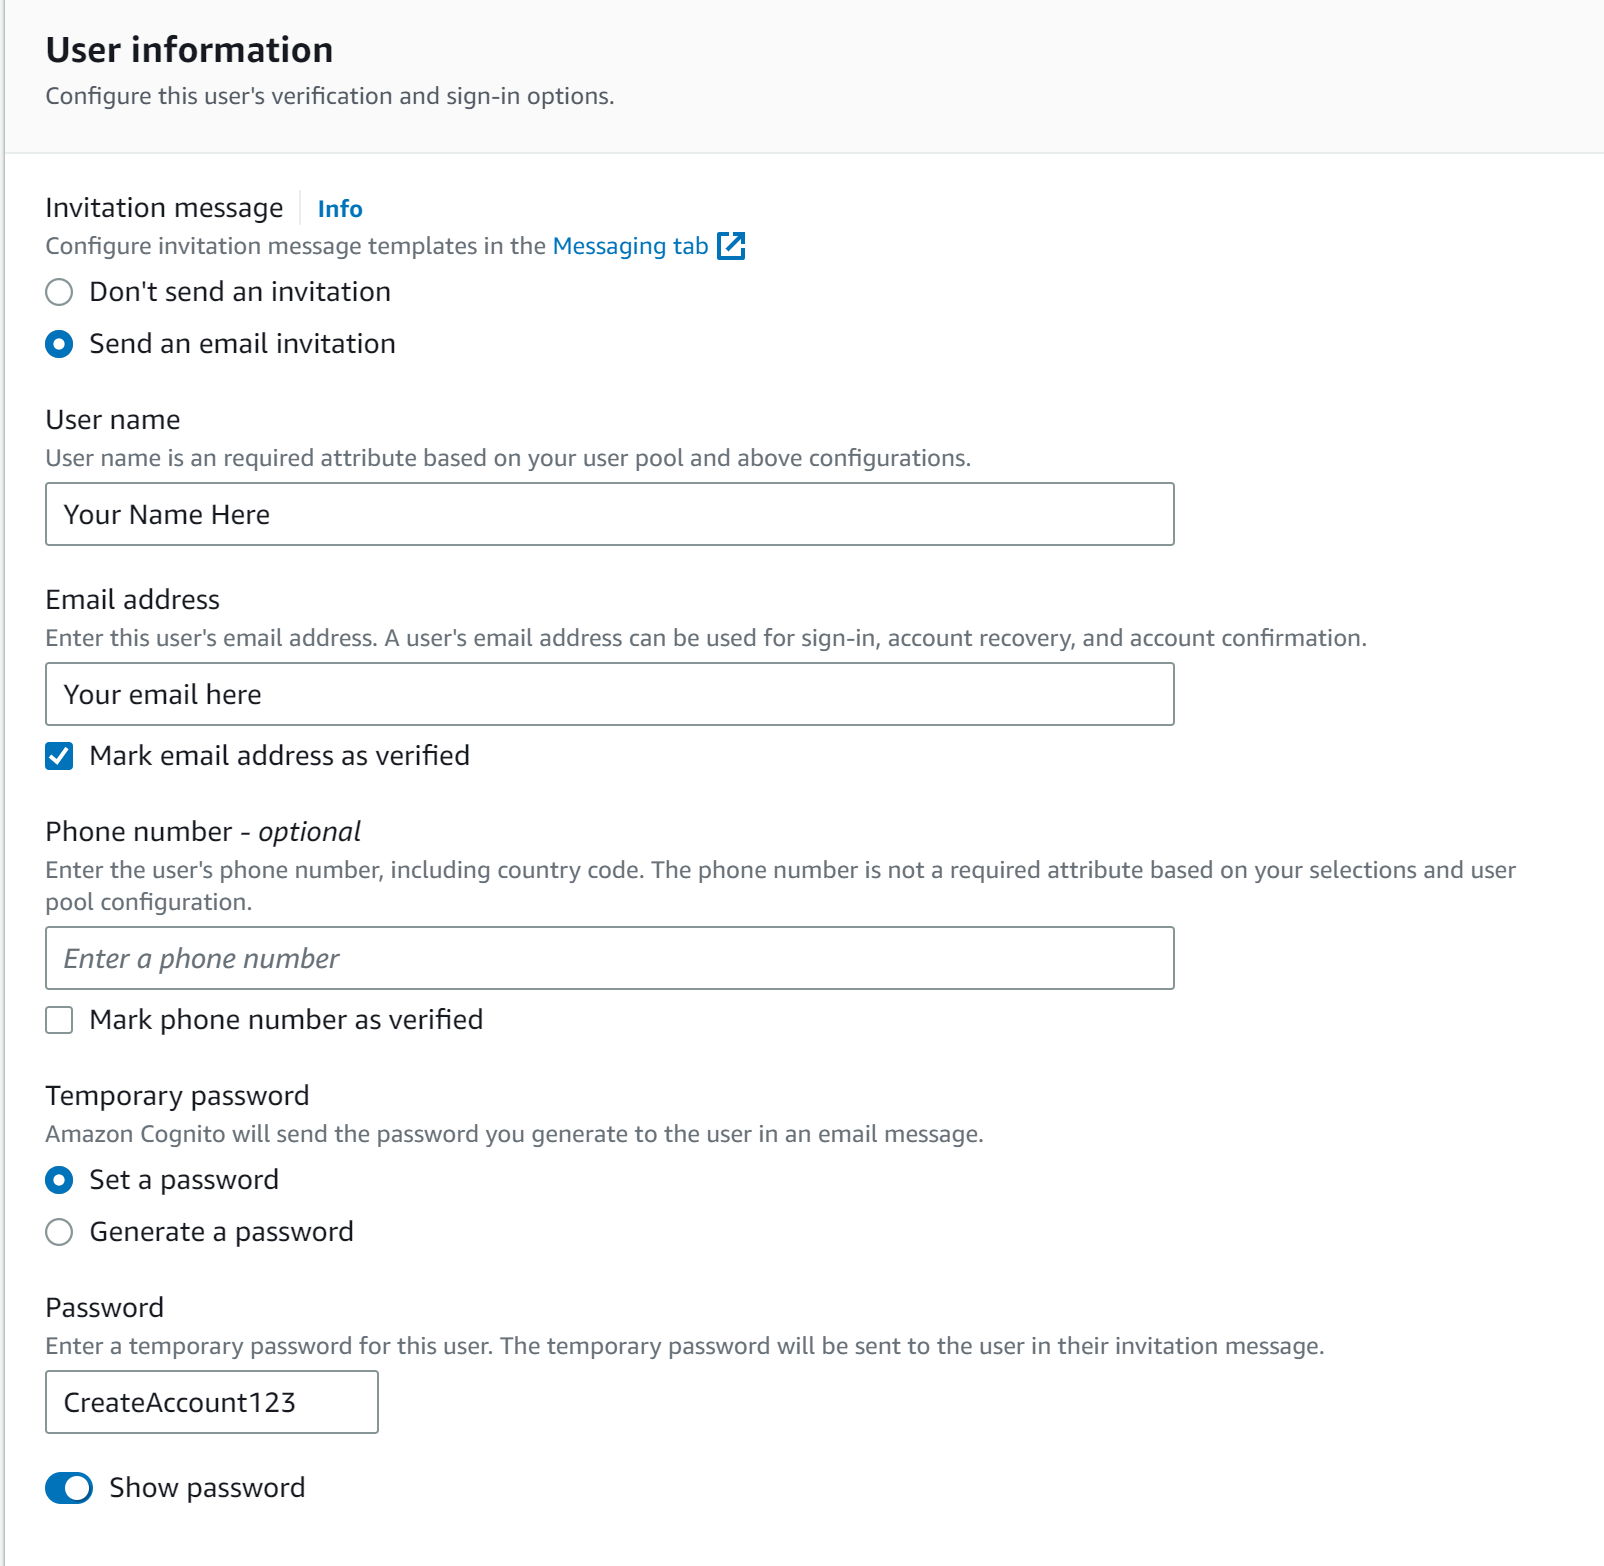 User information
Configure this user's verification and sign-in options.
Invitation message Info
Configure invitation message templates in the Messaging tab
Don't send an invitation
Send an email invitation
User name
User name is an required attribute based on your user pool and above configurations.
Your Name Here
Email address
Enter this user's email address. A user's email address can be used for sign-in, account recovery, and account confirmation.
Your email here
Mark email address as verified
Phone number - optional
Enter the user's phone number, including country code. The phone number is not a required attribute based on your selections and user
pool configuration.
Enter a phone number
Mark phone number as verified
Temporary password
Amazon Cognito will send the password you generate to the user in an email message.
Set a password
Generate a password
Password
Enter a temporary password for this user. The temporary password will be sent to the user in their invitation message.
CreateAccount123
Show password